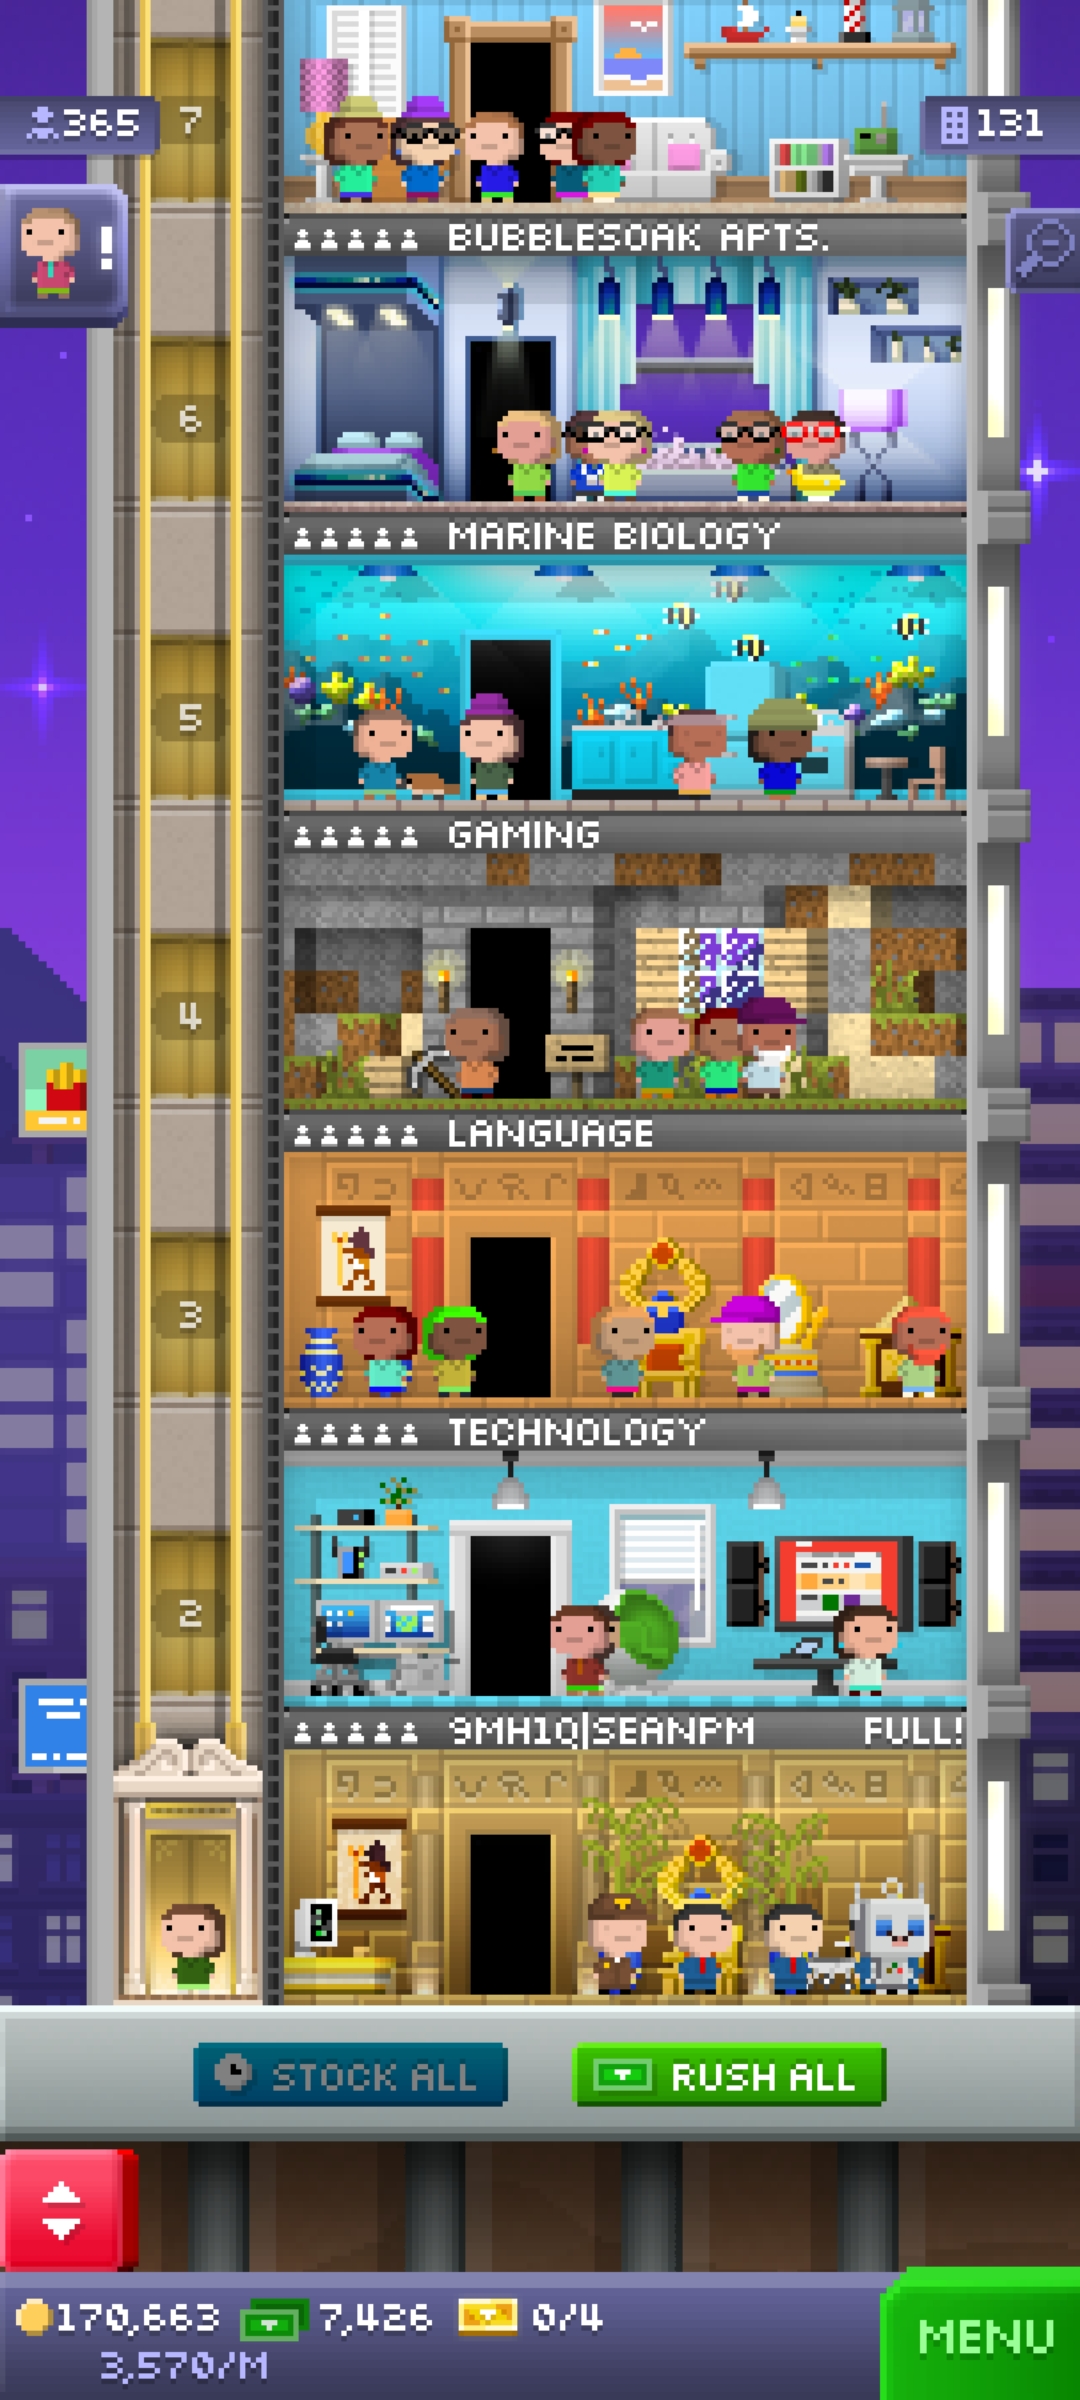 7
365
131
!
BUBBLESOAK APTS.
6
MARINE BIOLOGY
5
GAMING
4
LANGUAGE
3
TECHNOLOGY
2
9MH1Q|SEANPM FULL!
STOCK ALL
RUSH ALL
170,663 7,426 0/4
3,570/M
MENU